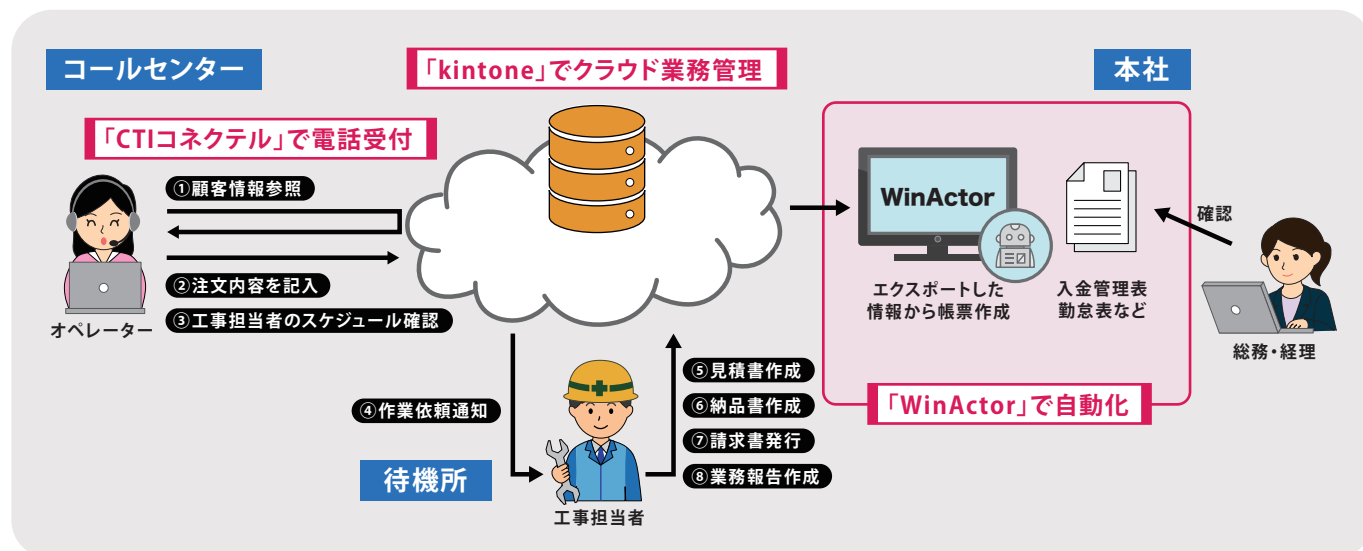 コールセンター
「kintone」でクラウド業務管理
本社
「CTIコネクテル」で電話受付
①顧客情報参照
②注文内容を記入
③工事担当者のスケジュール確認
オペレーター
WinActor
エクスポートした
情報から帳票作成
入金管理表
勤怠表など
確認
総務・経理
「WinActor」で自動化
④作業依頼通知
待機所
工事担当者
⑤見積書作成
⑥納品書作成
⑦請求書発行
⑧業務報告作成